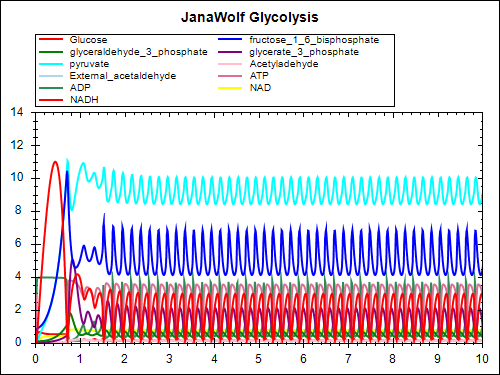 JanaWolf Glycolysis
Glucose fructose_1_6_bisphosphate
glyceraldehyde_3_phosphate glycerate_3_phosphate
pyruvate Acetyladehyde
External_acetaldehyde ATP
ADP NAD
NADH
14
12
10
8
6
4
2
0
0 1 2 3 4 5 6 7 8 9 10